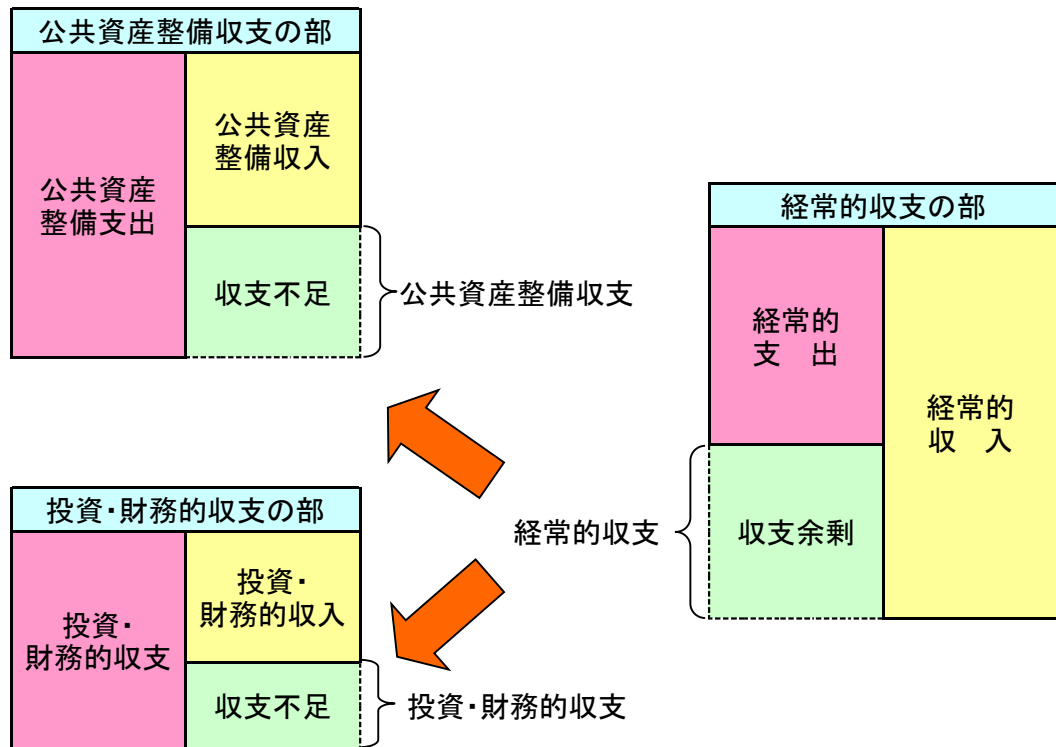 公共資産整備収支の部
公共資産
整備支出
公共資産
整備収入
収支不足
公共資産整備収支
経常的収支の部
経常的
支　出
経常的
収　入
収支余剰
経常的収支
投資・財務的収支の部
投資・
財務的収支
投資・
財務的収入
収支不足
投資・財務的収支